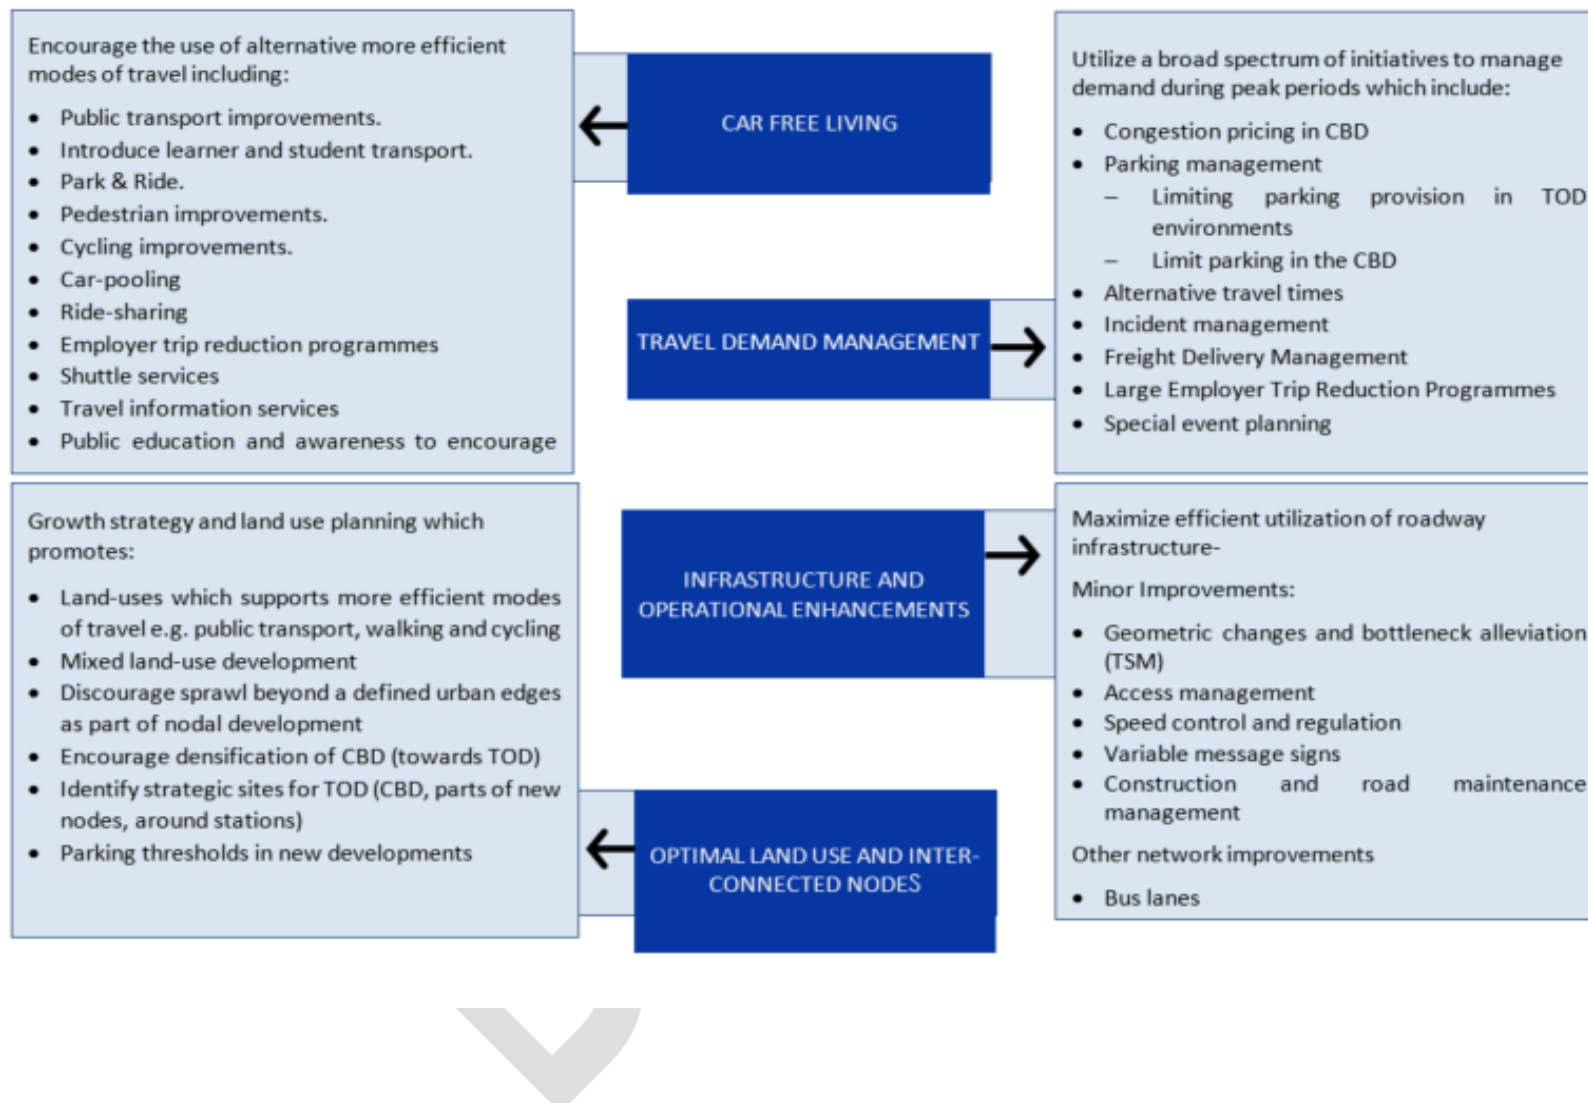 Encourage the use of alternative more efficient
modes of travel including:
• Public transport improvements.
• Introduce learner and student transport.
• Park & Ride.
• Pedestrian improvements.
• Cycling improvements.
• Car-pooling
• Ride-sharing
• Employer trip reduction programmes
• Shuttle services
• Travel information services
• Public education and awareness to encourage
CAR FREE LIVING
Utilize a broad spectrum of initiatives to manage
demand during peak periods which include:
• Congestion pricing in CBD
• Parking management
– Limiting parking provision in TOD
environments
– Limit parking in the CBD
• Alternative travel times
• Incident management
• Freight Delivery Management
• Large Employer Trip Reduction Programmes
• Special event planning
TRAVEL DEMAND MANAGEMENT
Growth strategy and land use planning which
promotes:
• Land-uses which supports more efficient modes
of travel e.g. public transport, walking and cycling
• Mixed land-use development
• Discourage sprawl beyond a defined urban edges
as part of nodal development
• Encourage densification of CBD (towards TOD)
• Identify strategic sites for TOD (CBD, parts of new
nodes, around stations)
• Parking thresholds in new developments
INFRASTRUCTURE AND
OPERATIONAL ENHANCEMENTS
Maximize efficient utilization of roadway
infrastructure-
Minor Improvements:
• Geometric changes and bottleneck alleviation
(TSM)
• Access management
• Speed control and regulation
• Variable message signs
• Construction and road maintenance
management
Other network improvements
• Bus lanes
OPTIMAL LAND USE AND INTER-
CONNECTED NODES